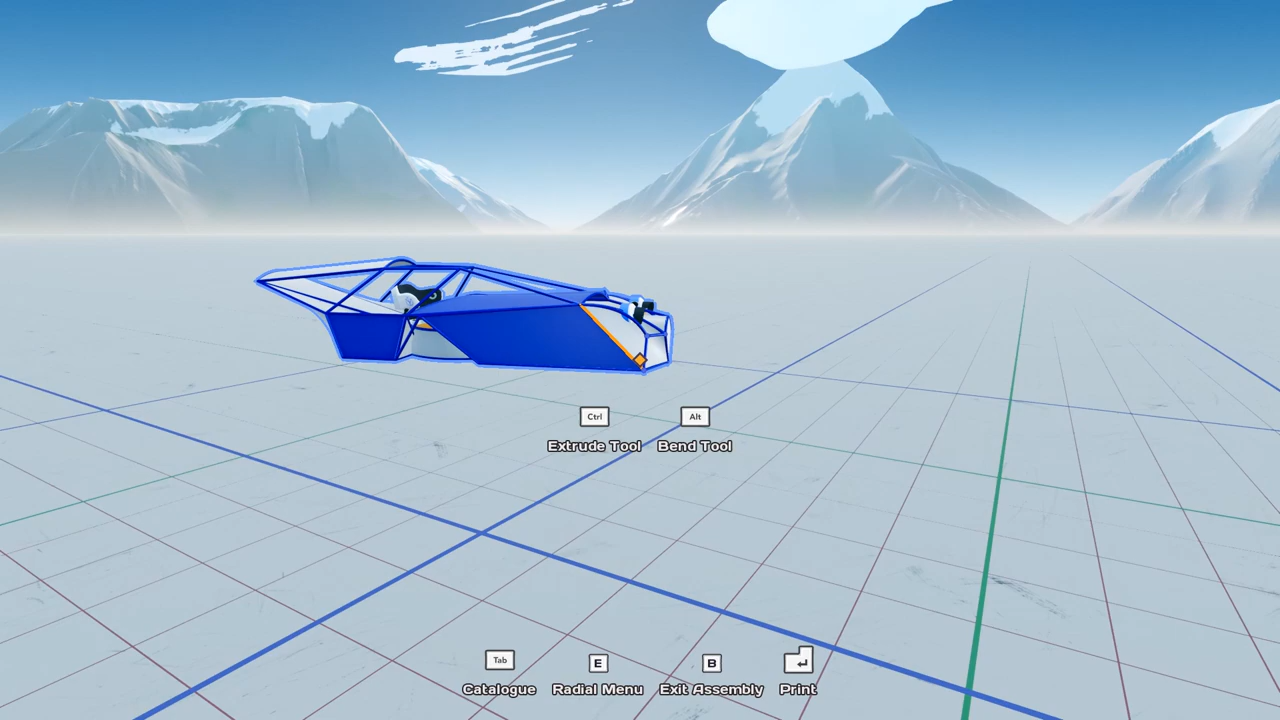 Ctrl Alt
Extrude Tool Bend Tool
Tab E B
Catalogue Radial Menu Exit Assembly Print